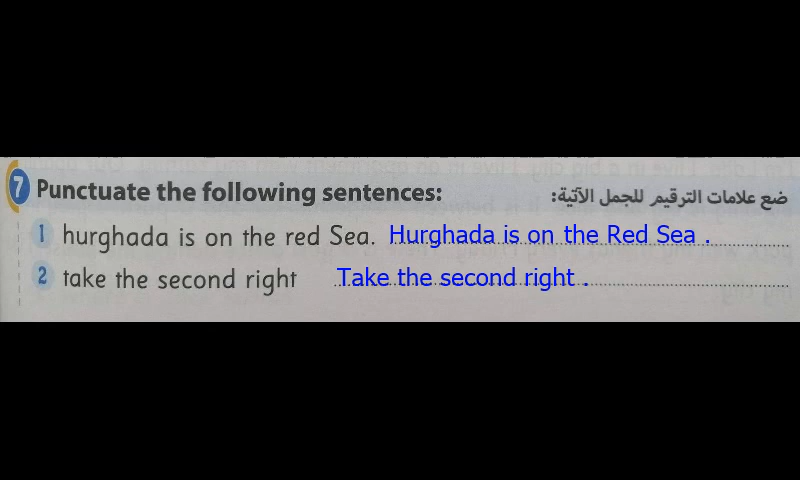 7 Punctuate the following sentences: ضع علامات الترقيم للجمل الآتية:
1 hurghada is on the red Sea. Hurghada is on the Red Sea .
2 take the second right Take the second right .